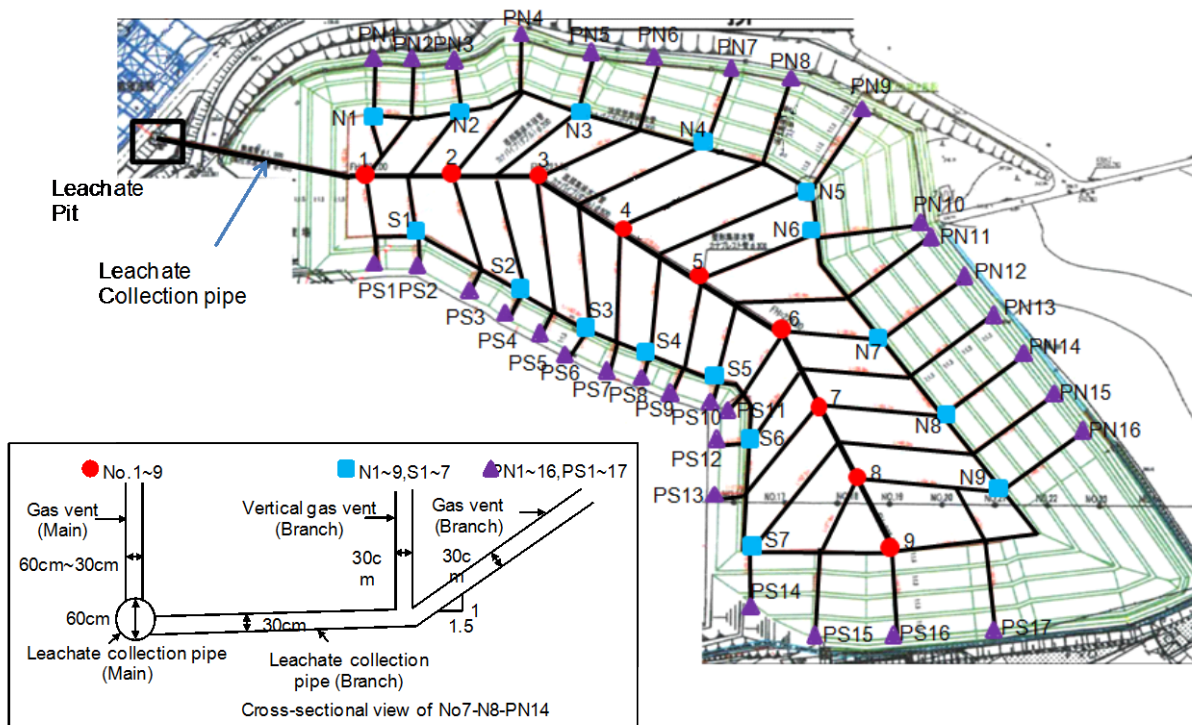 PN4
PN1
PN2
PN3
PN5
PN6
PN7
PN8
PN9
N1
N2
N3
N4
N5
N6
PN10
PN11
PN12
PN13
PN14
PN15
PN16
1
2
3
4
5
6
7
8
9
Leachate
Pit
Leachate
Collection pipe
S1
S2
S3
S4
S5
S6
S7
N7
N8
N9
PS1
PS2
PS3
PS4
PS5
PS6
PS7
PS8
PS9
PS10
PS11
PS12
PS13
PS14
PS15
PS16
PS17
NO.17
No.1~9
N1~9,S1~7
PN1~16,PS1~17
Gas vent
(Main)
Vertical gas vent
(Branch)
Gas vent
(Branch)
60cm~30cm
30c
m
30c
m
60cm
30cm
1
1.5
Leachate collection pipe
(Main)
Leachate collection
pipe (Branch)
Cross-sectional view of No7-N8-PN14